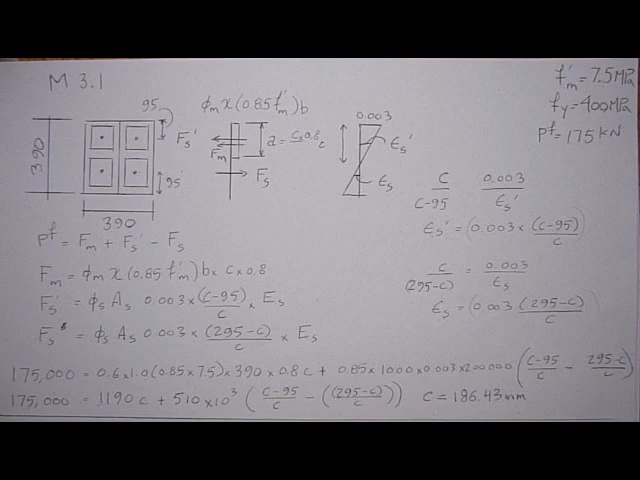 M 3.1
f'm = 7.5 MPa
fy = 400 MPa
Pf = 175 kN
95
390
95
390
Fs'
ϕm χ (0.85 f'm) b
Fm
a = c × 0.8
Fs
0.003
εs'
εs
c/(c-95) 0.003/εs'
εs' = (0.003 × (c-95)/c)
c/(295-c) = 0.003/εs
εs = (0.003 (295-c)/c)
Pf = Fm + Fs' - Fs
Fm = ϕm χ (0.85 f'm) b × c × 0.8
Fs' = ϕs As 0.003 × (c-95)/c × Es
Fs = ϕs As 0.003 × (295-c)/c × Es
175,000 = 0.6 × 1.0 (0.85 × 7.5) × 390 × 0.8 c + 0.85 × 1000 × 0.003 × 200000 ((c-95)/c - (295-c)/c)
175,000 = 1190 c + 510 × 10³ ((c-95)/c - ((295-c)/c)) c = 186.43 mm